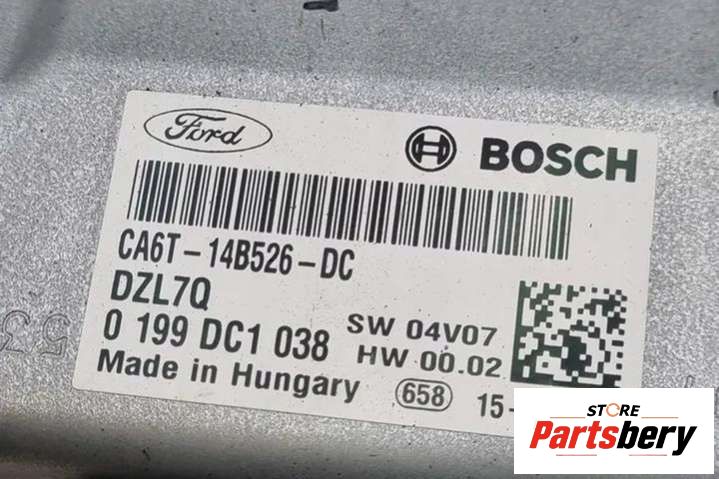 Ford BOSCH
CA6T-14B526-DC
DZL7Q
0 199 DC1 038 SW 04V07
HW 00.02
Made in Hungary 658 15-
STORE
Partsbery